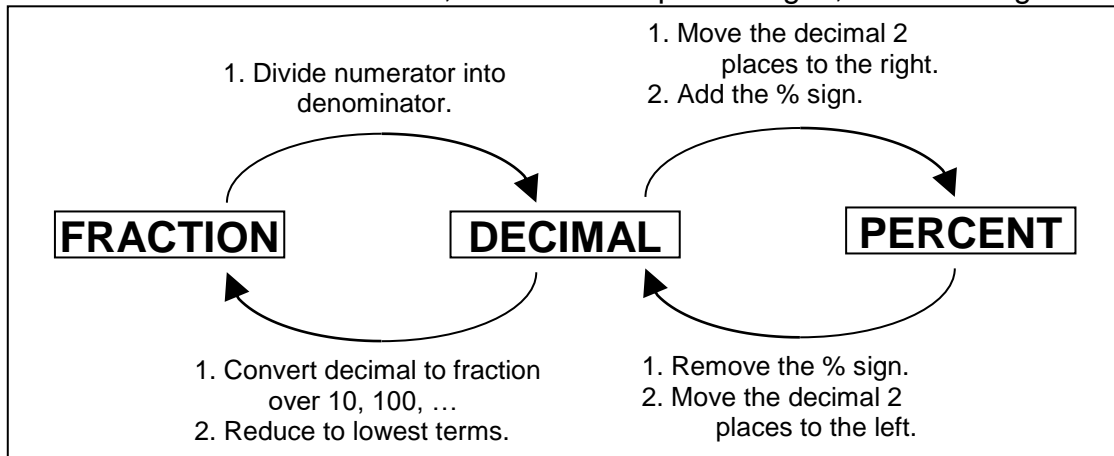 1. Divide numerator into
denominator.
1. Move the decimal 2
places to the right.
2. Add the % sign.
FRACTION
DECIMAL
PERCENT
1. Convert decimal to fraction
over 10, 100, …
2. Reduce to lowest terms.
1. Remove the % sign.
2. Move the decimal 2
places to the left.